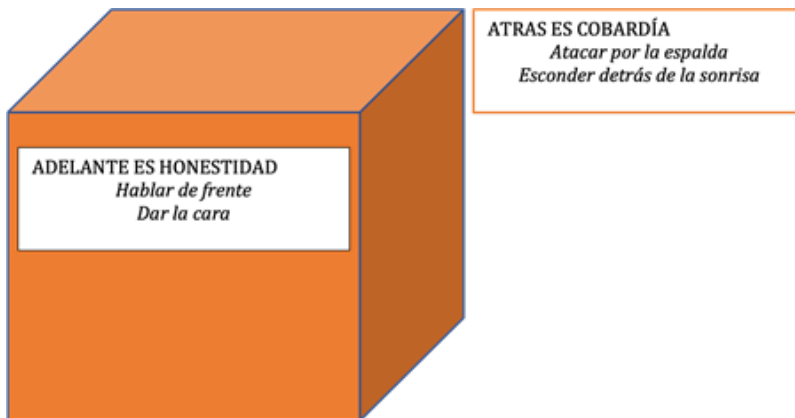 ATRAS ES COBARDÍA
Atacar por la espalda
Esconder detrás de la sonrisa
ADELANTE ES HONESTIDAD
Hablar de frente
Dar la cara